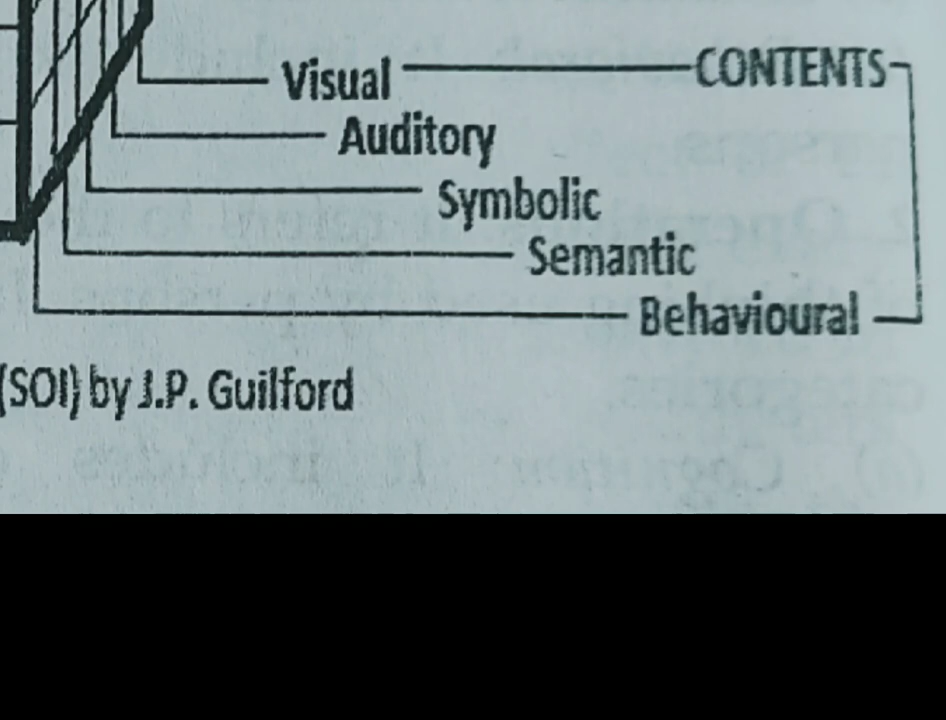 Visual CONTENTS
Auditory
Symbolic
Semantic
Behavioural
(SOI) by J.P. Guilford